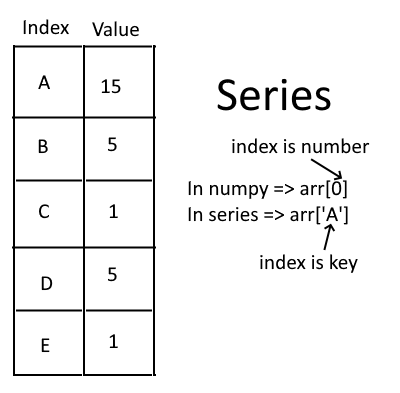 Index Value
A 15
B 5
C 1
D 5
E 1
Series
index is number
In numpy => arr[0]
In series => arr['A']
index is key